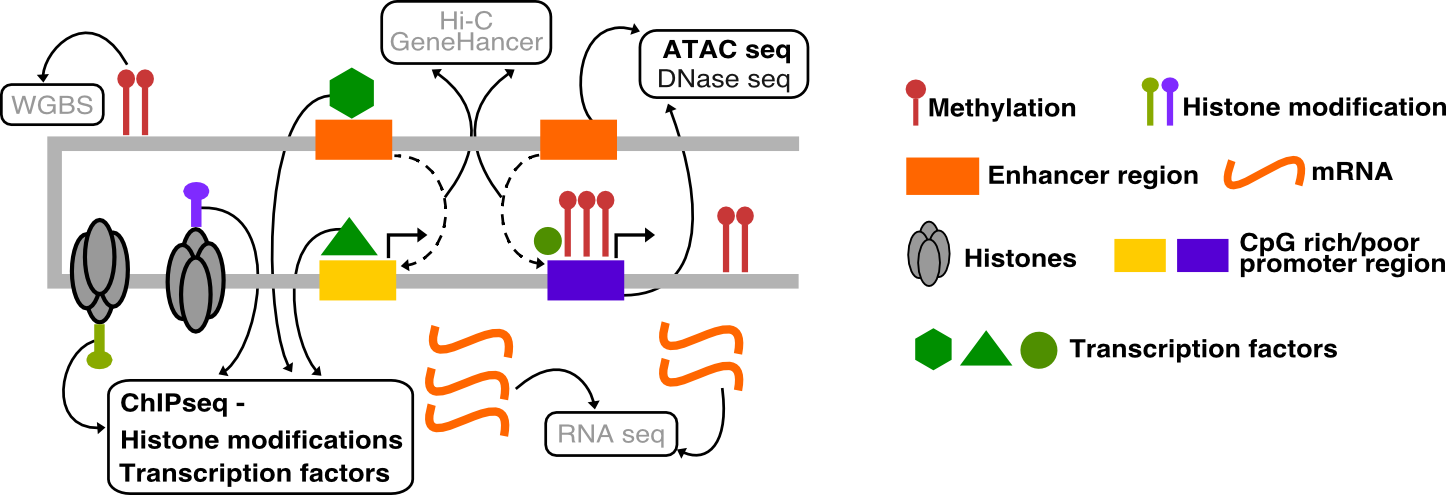 Hi-C
GeneHancer
ATAC seq
DNase seq
WGBS
ChIPseq -
Histone modifications
Transcription factors
RNA seq
Methylation
Histone modification
Enhancer region
mRNA
Histones
CpG rich/poor
promoter region
Transcription factors